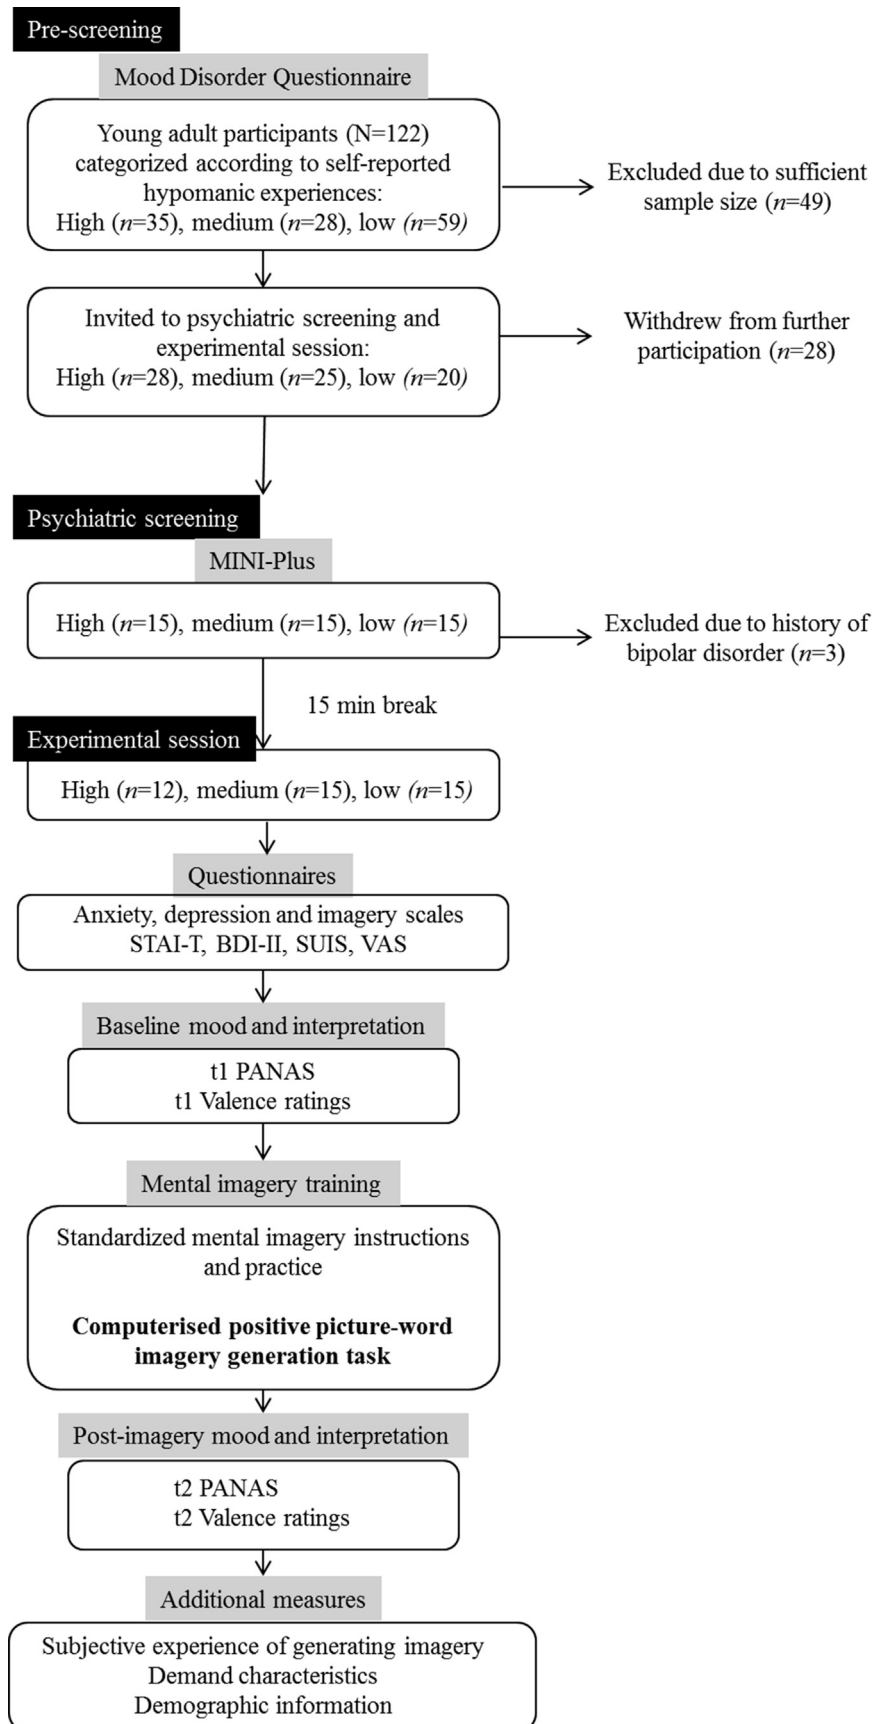 Pre-screening
Mood Disorder Questionnaire
Young adult participants (N=122)
categorized according to self-reported
hypomanic experiences:
High (n=35), medium (n=28), low (n=59)
Excluded due to sufficient
sample size (n=49)
Invited to psychiatric screening and
experimental session:
High (n=28), medium (n=25), low (n=20)
Withdrew from further
participation (n=28)
Psychiatric screening
MINI-Plus
High (n=15), medium (n=15), low (n=15)
Excluded due to history of
bipolar disorder (n=3)
15 min break
Experimental session
High (n=12), medium (n=15), low (n=15)
Questionnaires
Anxiety, depression and imagery scales
STAI-T, BDI-II, SUIS, VAS
Baseline mood and interpretation
t1 PANAS
t1 Valence ratings
Mental imagery training
Standardized mental imagery instructions
and practice
Computerised positive picture-word
imagery generation task
Post-imagery mood and interpretation
t2 PANAS
t2 Valence ratings
Additional measures
Subjective experience of generating imagery
Demand characteristics
Demographic information